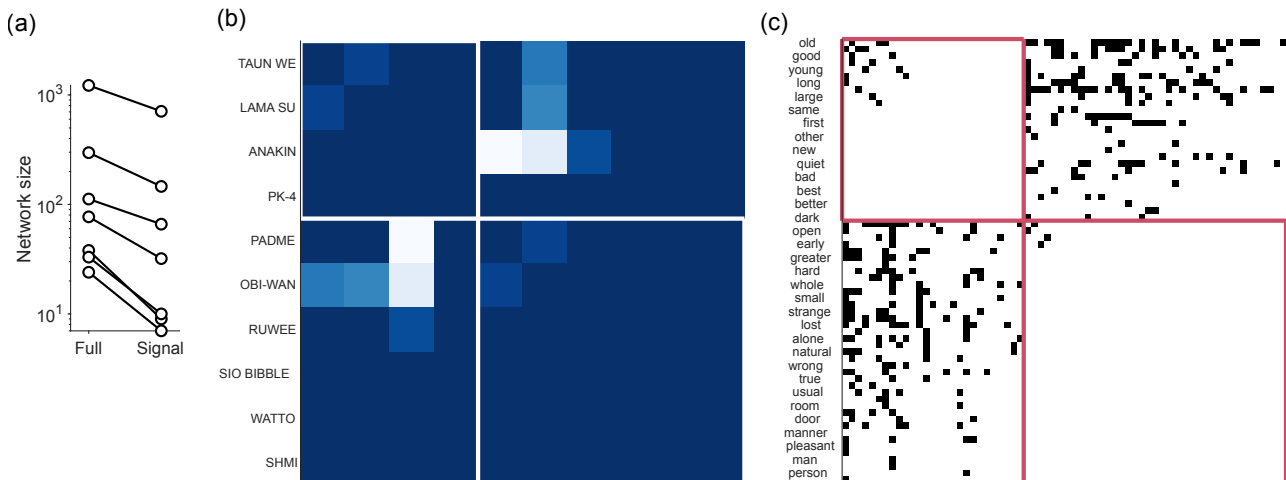 (a)
Network size
10³
10²
10¹
Full Signal
(b)
TAUN WE
LAMA SU
ANAKIN
PK-4
PADME
OBI-WAN
RUWEE
SIO BIBBLE
WATTO
SHMI
(c)
old
good
young
long
large
same
first
other
new
quiet
bad
best
better
dark
open
early
greater
hard
whole
small
strange
lost
alone
natural
wrong
true
usual
room
door
manner
pleasant
man
person